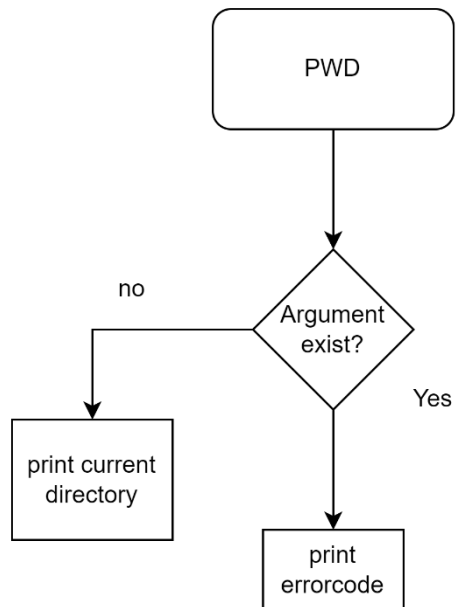 PWD
no
Argument
exist?
Yes
print current
directory
print
errorcode